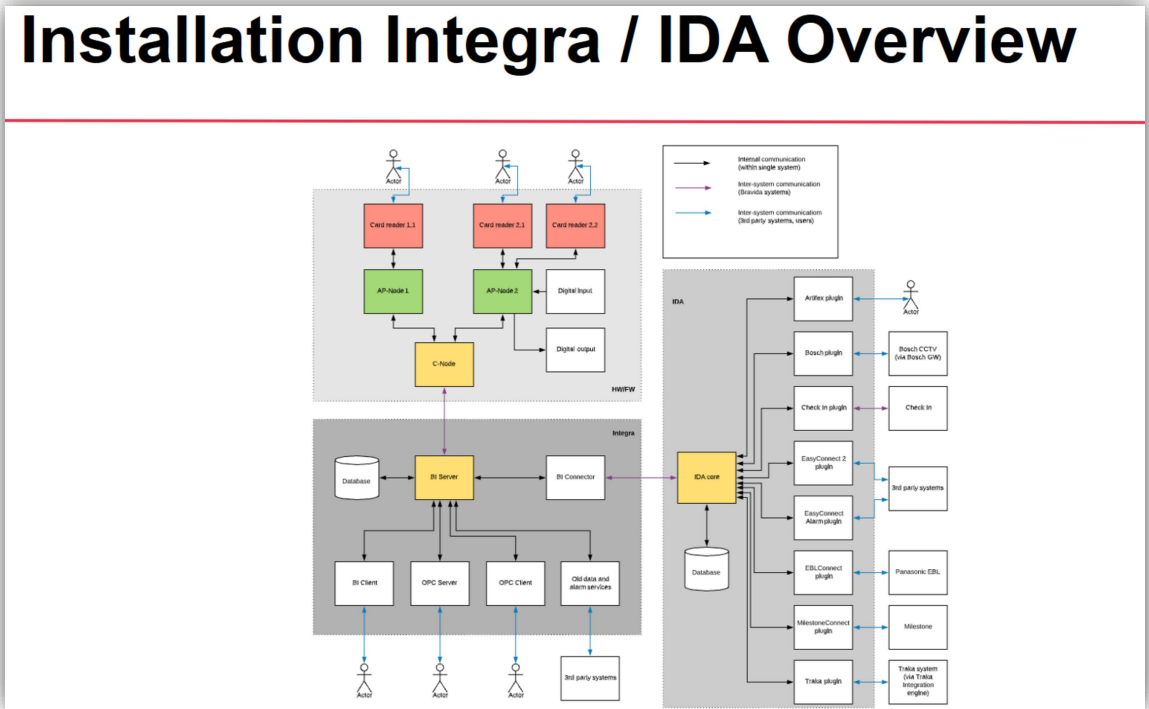 Installation Integra / IDA Overview
Actor
Actor
Actor
Internal communication
(within single system)
Inter-system communication
(Bravida systems)
Inter-system communicatiom
(3rd party systems, users)
Card reader 1,1
Card reader 2,1
Card reader 2,2
AP-Node 1
AP-Node 2
Digital Input
Digital output
C-Node
HW/FW
Integra
Database
BI Server
BI Connector
BI Client
OPC Server
OPC Client
Old data and
alarm services
Actor
Actor
Actor
3rd party systems
IDA
IDA core
Database
Artifex plugin
Actor
Bosch plugin
Bosch CCTV
(via Bosch GW)
Check In plugin
Check In
EasyConnect 2
plugin
EasyConnect
Alarm plugin
3rd party systems
EBLConnect
plugin
Panasonic EBL
MilestoneConnect
plugin
Milestone
Traka plugin
Traka system
(via Traka
Integration
engine)